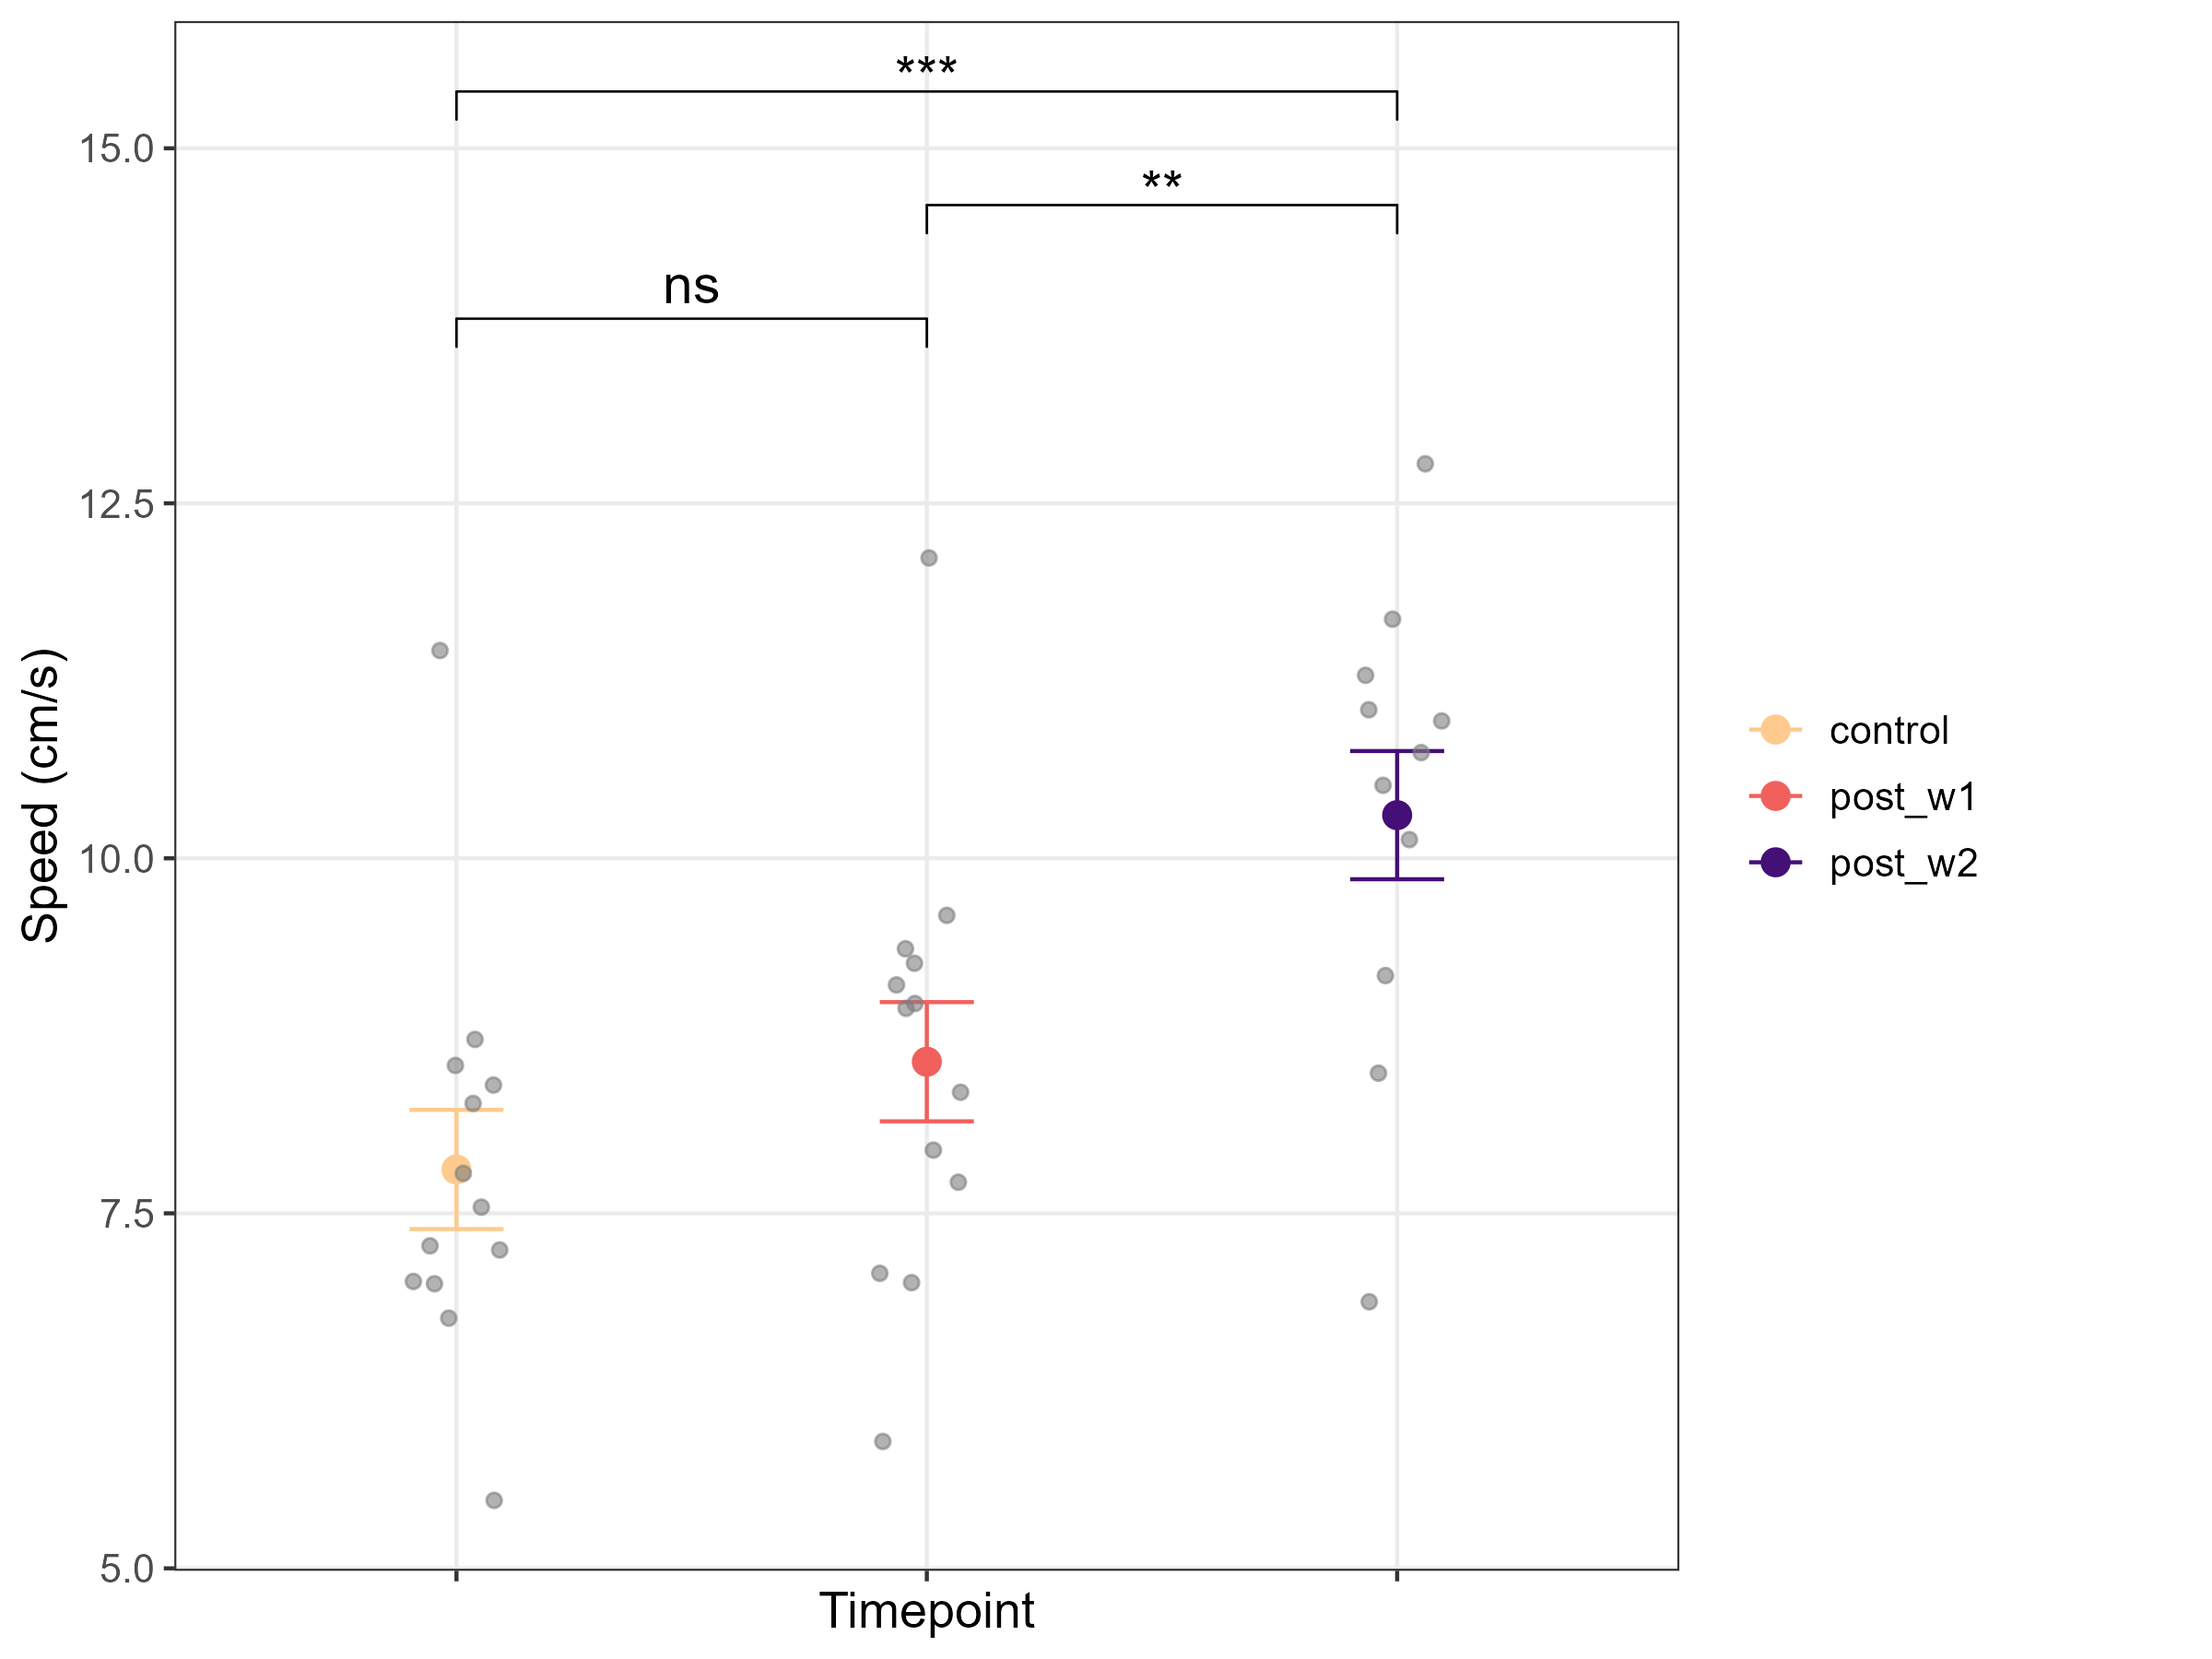 ***
15.0
**
ns
12.5
Speed (cm/s)
10.0
7.5
5.0
Timepoint
control
post_w1
post_w2